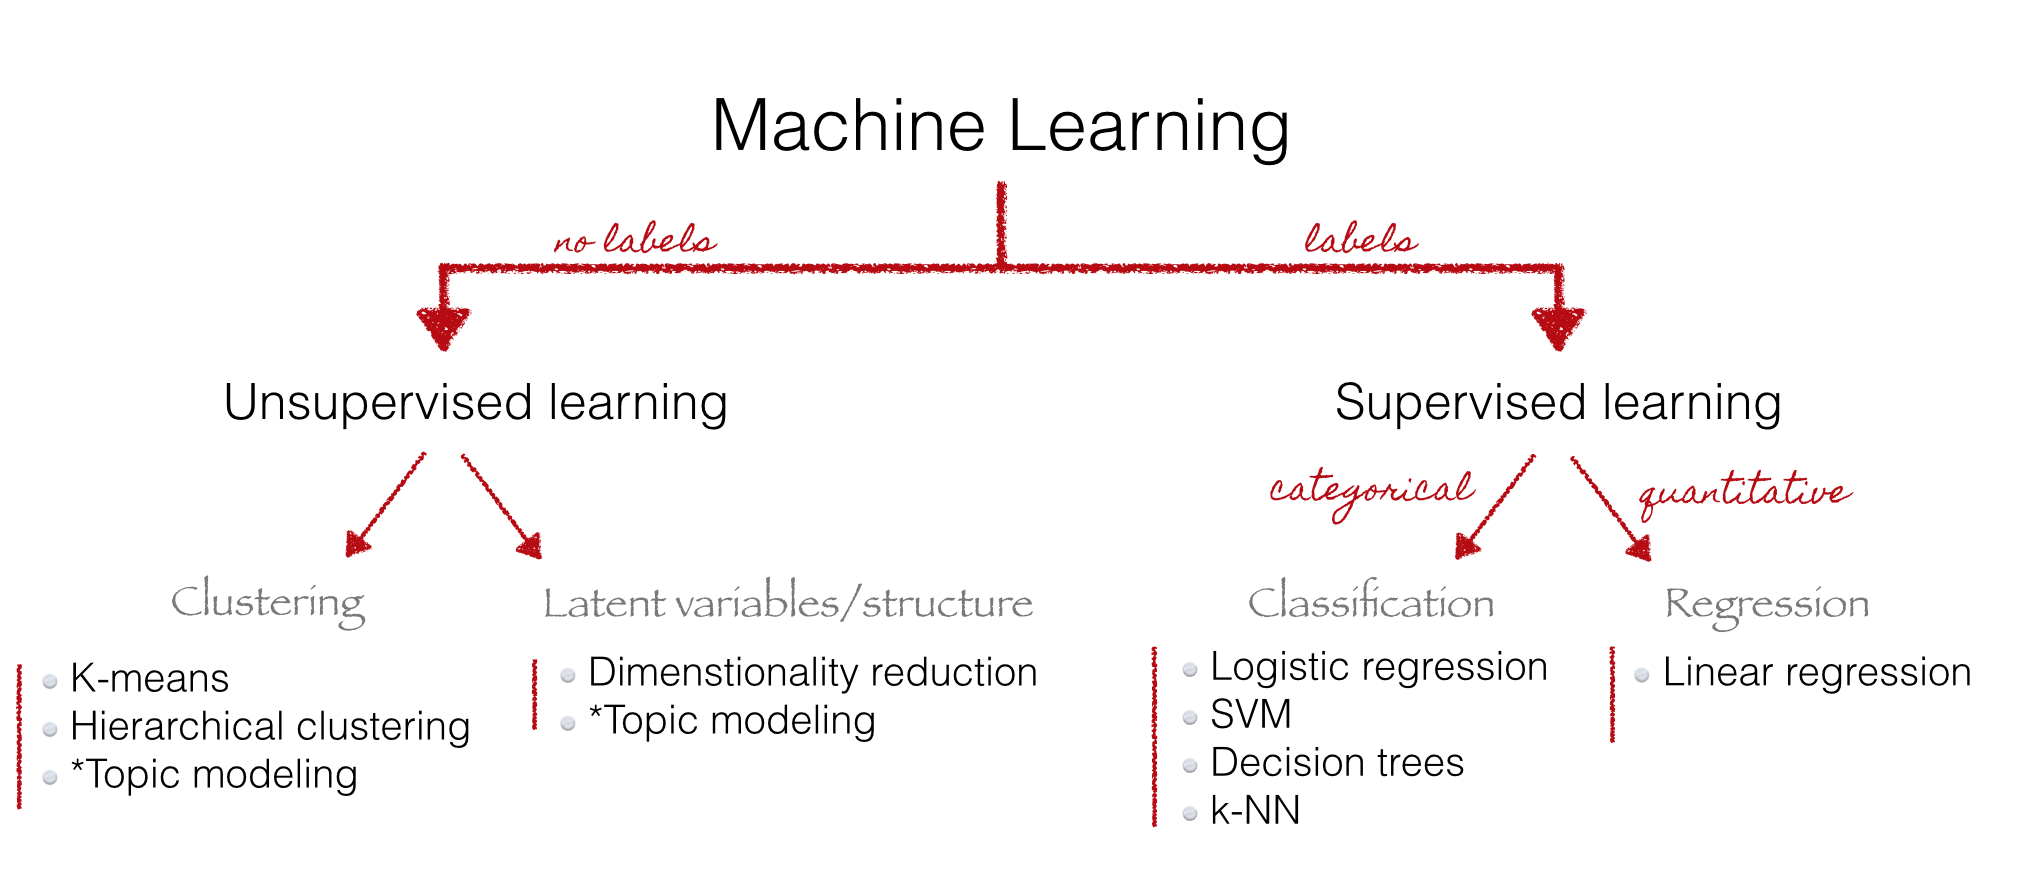 Machine Learning
no labels
labels
Unsupervised learning
Supervised learning
categorical
quantitative
Clustering
Latent variables/structure
Classification
Regression
K-means
Hierarchical clustering
*Topic modeling
Dimenstionality reduction
*Topic modeling
Logistic regression
SVM
Decision trees
k-NN
Linear regression